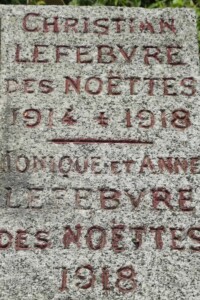 CHRISTIAN
LEFEBVRE
DES NOËTTES
1914 + 1918
MONIQUE ET ANNE
LEFEBVRE
DES NOËTTES
1918